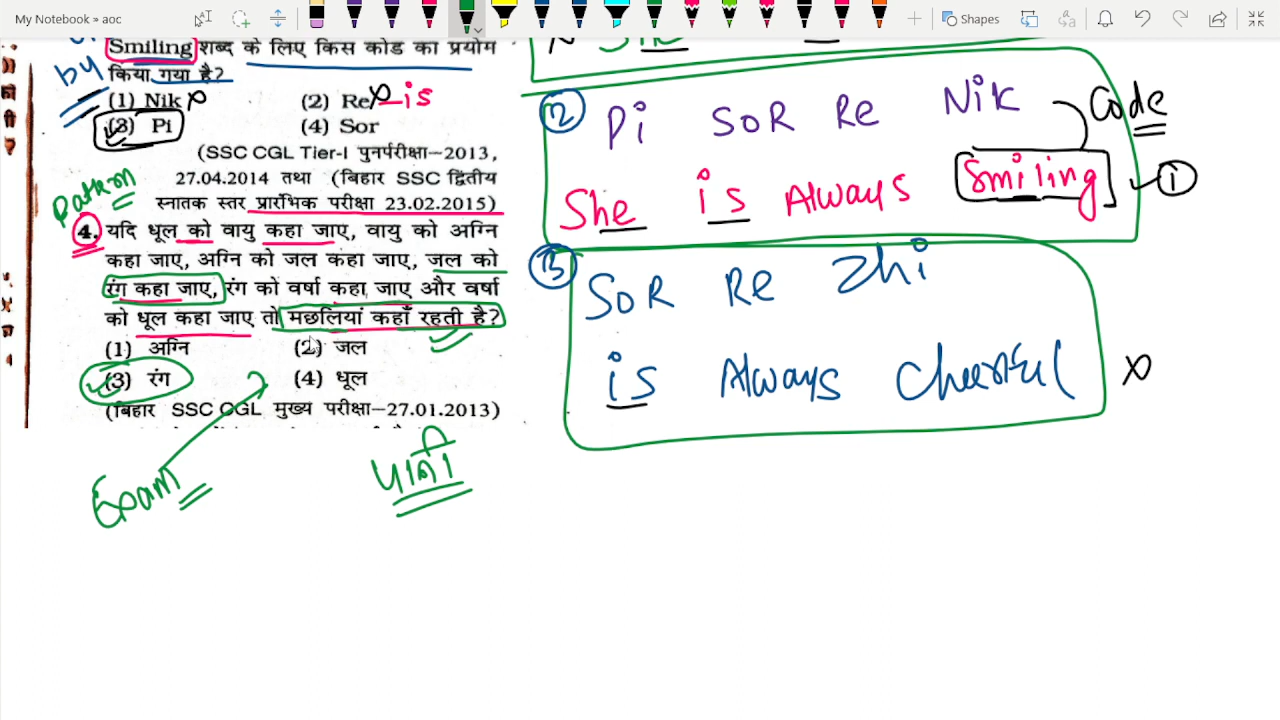 My Notebook » aoc
Shapes
Smiling शब्द के लिए किस कोड का प्रयोग
by
किया गया है?
(1) Nik
(2) Re is
(3) Pi
(4) Sor
(SSC CGL Tier-I पुनर्परीक्षा–2013,
27.04.2014 तथा (बिहार SSC द्वितीय
स्नातक स्तर प्रारंभिक परीक्षा 23.02.2015)
Pattern
4. यदि धूल को वायु कहा जाए, वायु को अग्नि
कहा जाए, अग्नि को जल कहा जाए, जल को
रंग कहा जाए, रंग को वर्षा कहा जाए और वर्षा
को धूल कहा जाए तो मछलियां कहाँ रहती है?
(1) अग्नि
(2) जल
(3) रंग
(4) धूल
(बिहार SSC CGL मुख्य परीक्षा–27.01.2013)
Exam
पानी
She
2 Pi SoR Re Nik
Code
She is Always Smiling 1
3 SoR Re Zhi
is Always Cheerful